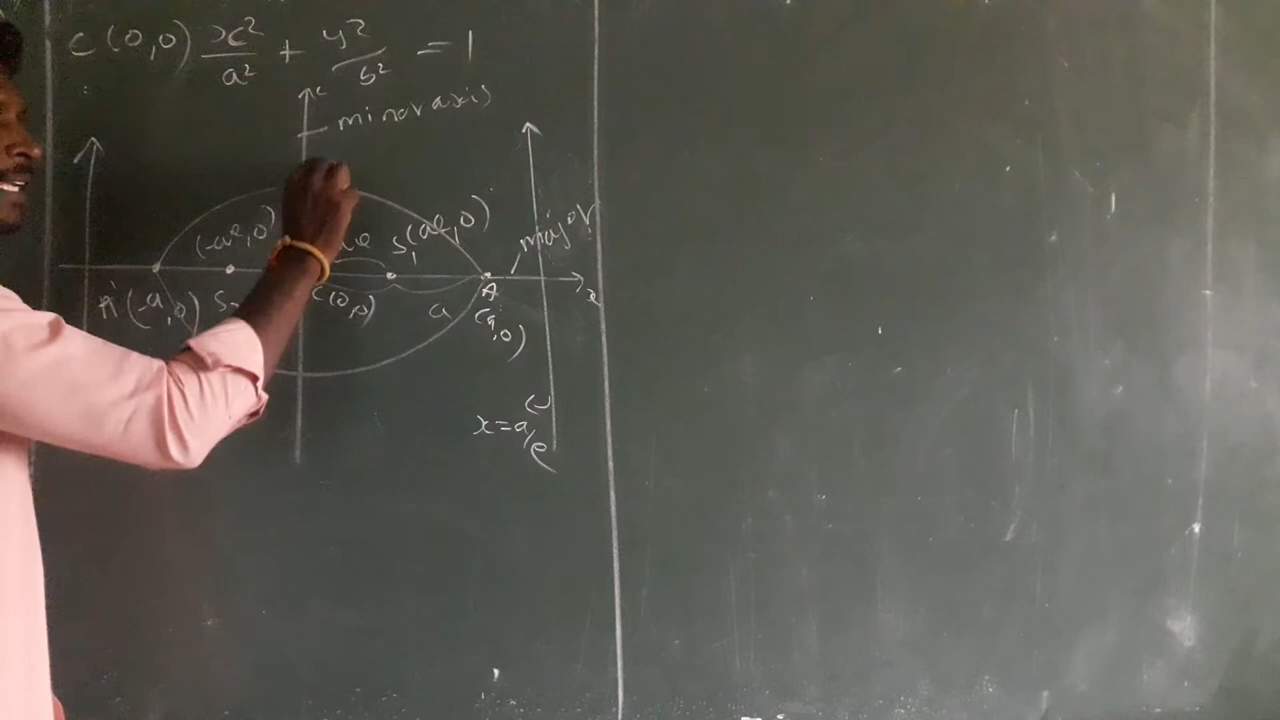 C (0,0) x²/a² + y²/b² = 1
minor axis
(-ae, 0)
S₁ (ae, 0)
major
A' (-a, 0)
C(0,0)
a
A
(a, 0)
x
x = a/e